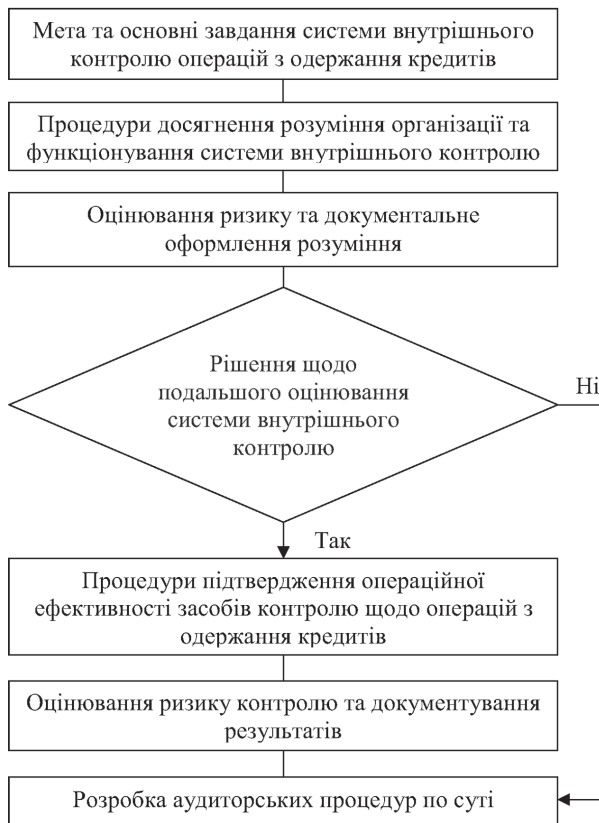 Мета та основні завдання системи внутрішнього
контролю операцій з одержання кредитів
Процедури досягнення розуміння організації та
функціонування системи внутрішнього контролю
Оцінювання ризику та документальне
оформлення розуміння
Рішення щодо
подальшого оцінювання
системи внутрішнього
контролю
Ні
Так
Процедури підтвердження операційної
ефективності засобів контролю щодо операцій з
одержання кредитів
Оцінювання ризику контролю та документування
результатів
Розробка аудиторських процедур по суті